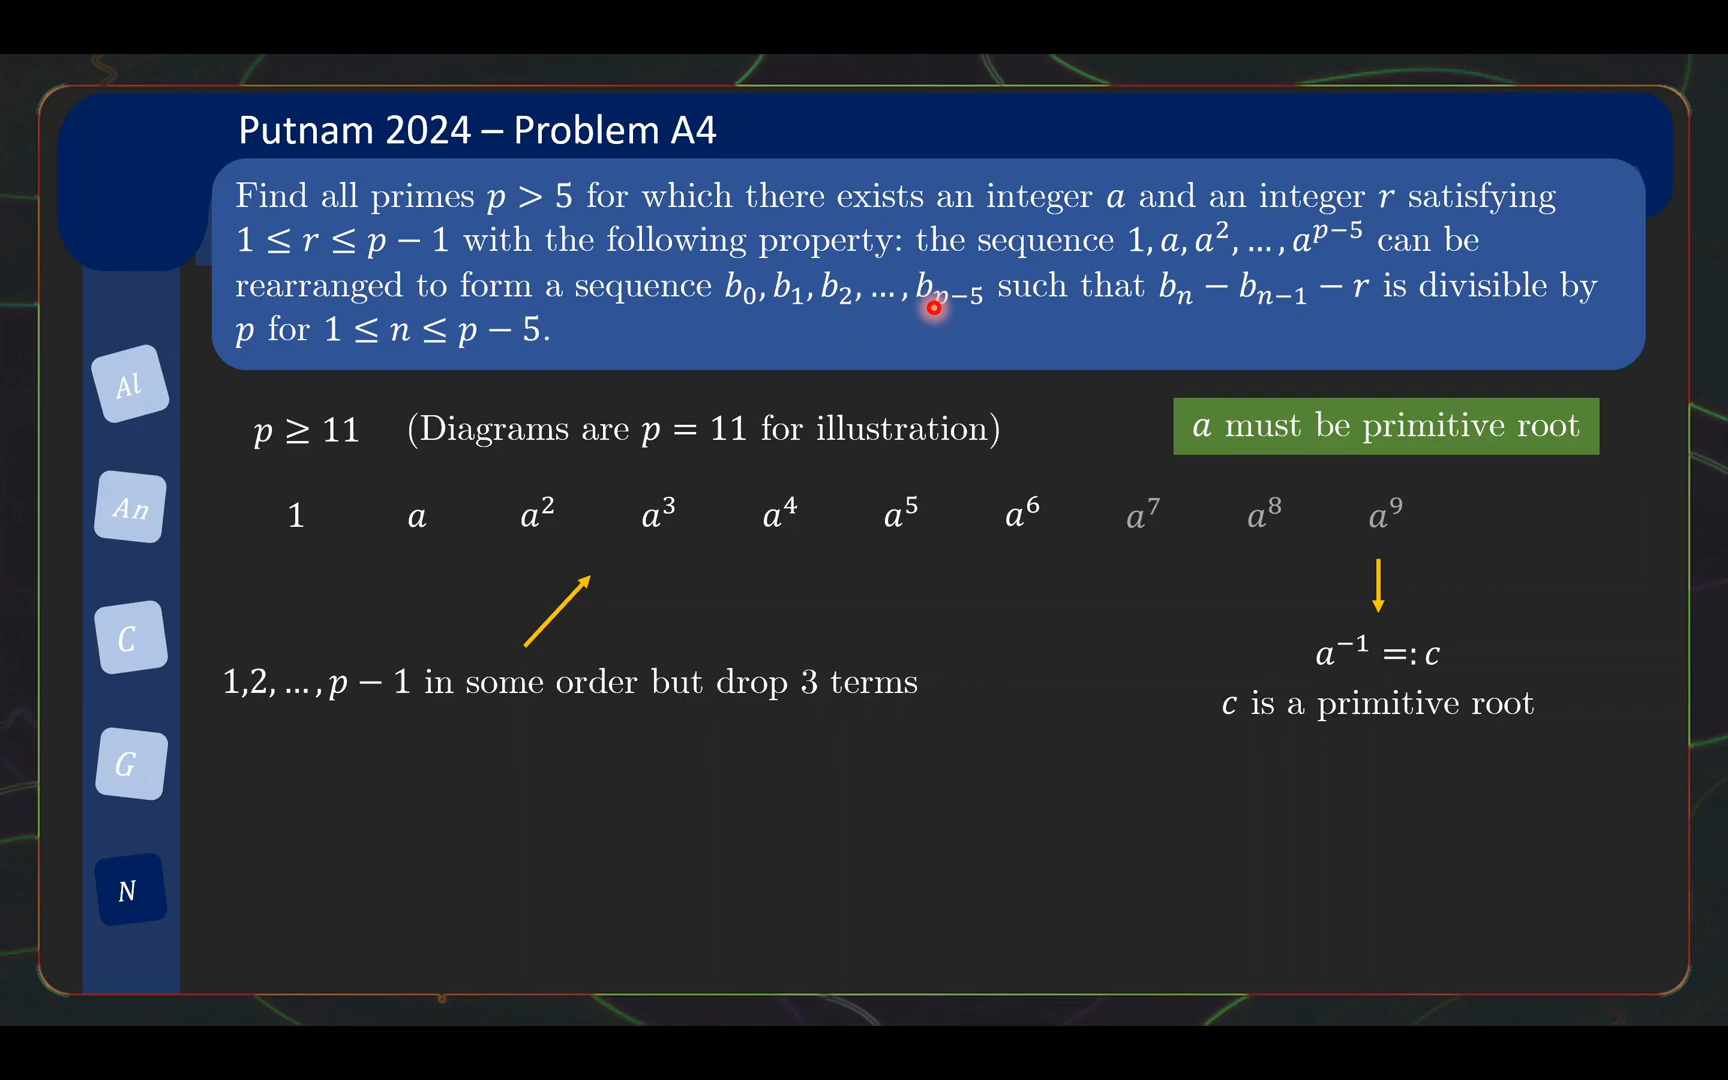 Putnam 2024 – Problem A4
Find all primes p > 5 for which there exists an integer a and an integer r satisfying
1 ≤ r ≤ p − 1 with the following property: the sequence 1, a, a², …, aᵖ⁻⁵ can be
rearranged to form a sequence b₀, b₁, b₂, …, bₚ₋₅ such that bₙ − bₙ₋₁ − r is divisible by
p for 1 ≤ n ≤ p − 5.
p ≥ 11 (Diagrams are p = 11 for illustration)
a must be primitive root
1 a a² a³ a⁴ a⁵ a⁶ a⁷ a⁸ a⁹
a⁻¹ =: c
1,2, …, p − 1 in some order but drop 3 terms
c is a primitive root
Al
An
C
G
N